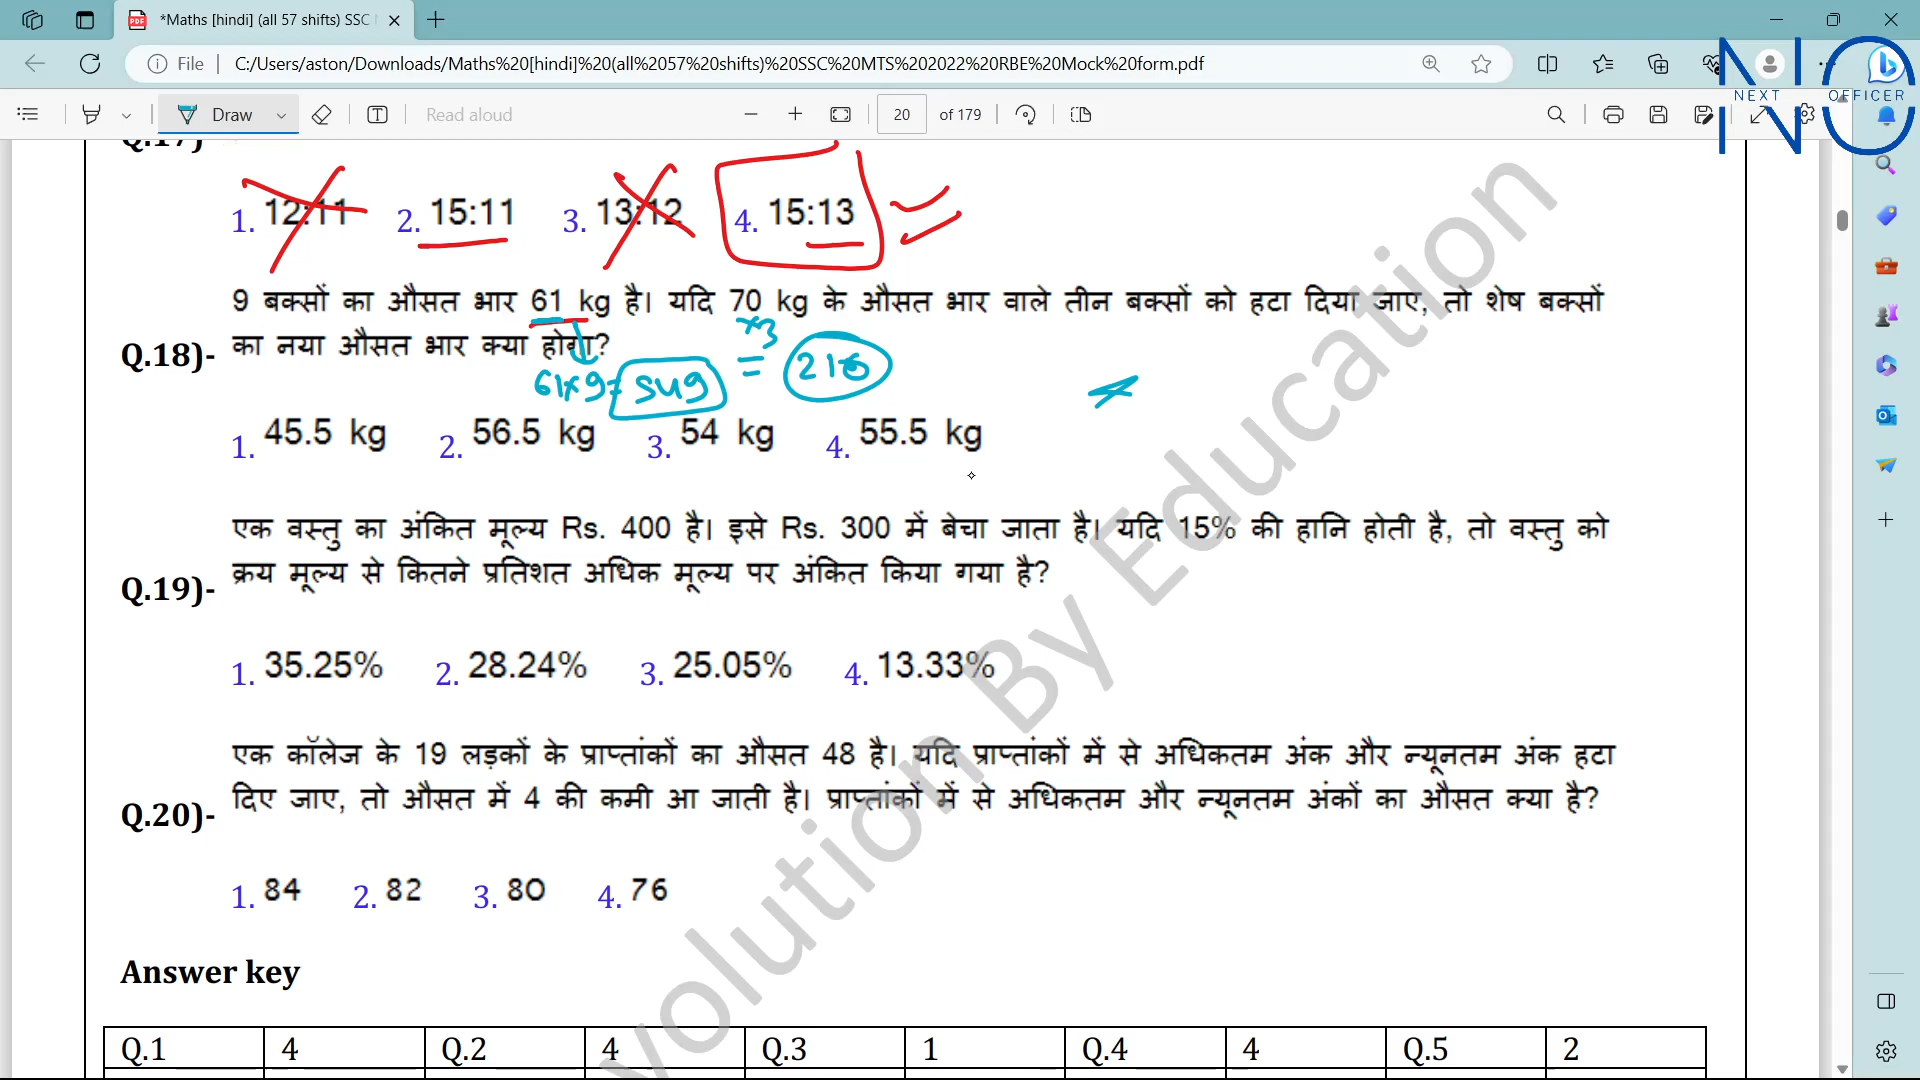 *Maths [hindi] (all 57 shifts) SSC
File
C:/Users/aston/Downloads/Maths%20[hindi]%20(all%2057%20shifts)%20SSC%20MTS%202022%20RBE%20Mock%20form.pdf
NEXT OFFICER
Draw
Read aloud
20 of 179
Q.17)-
1. 12:11 2. 15:11 3. 13:12 4. 15:13
9 बक्सों का औसत भार 61 kg है। यदि 70 kg के औसत भार वाले तीन बक्सों को हटा दिया जाए, तो शेष बक्सों
Q.18)- का नया औसत भार क्या होगा?
×3
61×9= 549 = 210
1. 45.5 kg 2. 56.5 kg 3. 54 kg 4. 55.5 kg
एक वस्तु का अंकित मूल्य Rs. 400 है। इसे Rs. 300 में बेचा जाता है। यदि 15% की हानि होती है, तो वस्तु को
Q.19)- क्रय मूल्य से कितने प्रतिशत अधिक मूल्य पर अंकित किया गया है?
1. 35.25% 2. 28.24% 3. 25.05% 4. 13.33%
एक कॉलेज के 19 लड़कों के प्राप्तांकों का औसत 48 है। यदि प्राप्तांकों में से अधिकतम अंक और न्यूनतम अंक हटा
Q.20)- दिए जाए, तो औसत में 4 की कमी आ जाती है। प्राप्तांकों में से अधिकतम और न्यूनतम अंकों का औसत क्या है?
1. 84 2. 82 3. 80 4. 76
volution By Education
Answer key
Q.1 4 Q.2 4 Q.3 1 Q.4 4 Q.5 2